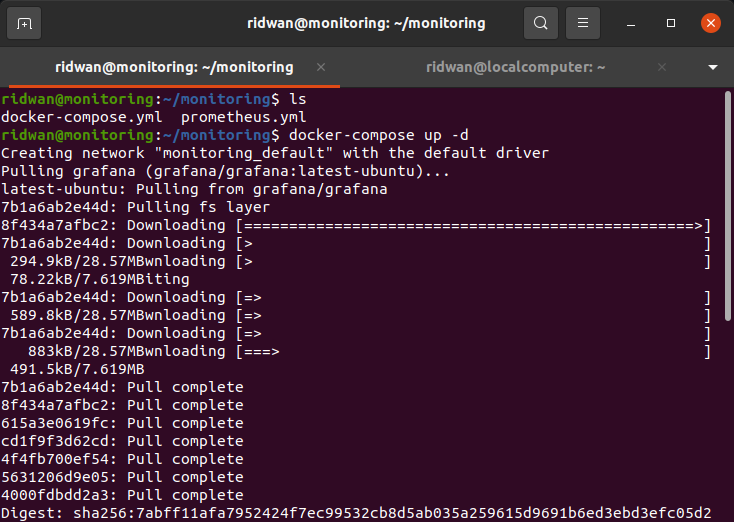 ridwan@monitoring: ~/monitoring
ridwan@monitoring: ~/monitoring × ridwan@localcomputer: ~ ×
ridwan@monitoring:~/monitoring$ ls
docker-compose.yml  prometheus.yml
ridwan@monitoring:~/monitoring$ docker-compose up -d
Creating network "monitoring_default" with the default driver
Pulling grafana (grafana/grafana:latest-ubuntu)...
latest-ubuntu: Pulling from grafana/grafana
7b1a6ab2e44d: Pulling fs layer
8f434a7afbc2: Downloading [==================================================>]
7b1a6ab2e44d: Downloading [>                                                  ]
 294.9kB/28.57MBwnloading [>                                                  ]
 78.22kB/7.619MBiting
7b1a6ab2e44d: Downloading [=>                                                 ]
 589.8kB/28.57MBwnloading [=>                                                 ]
7b1a6ab2e44d: Downloading [=>                                                 ]
   883kB/28.57MBwnloading [===>                                               ]
 491.5kB/7.619MB
7b1a6ab2e44d: Pull complete
8f434a7afbc2: Pull complete
615a3e0619fc: Pull complete
cd1f9f3d62cd: Pull complete
4f4fb700ef54: Pull complete
5631206d9e05: Pull complete
4000fdbdd2a3: Pull complete
Digest: sha256:7abff11afa7952424f7ec99532cb8d5ab035a259615d9691b6ed3ebd3efc05d2